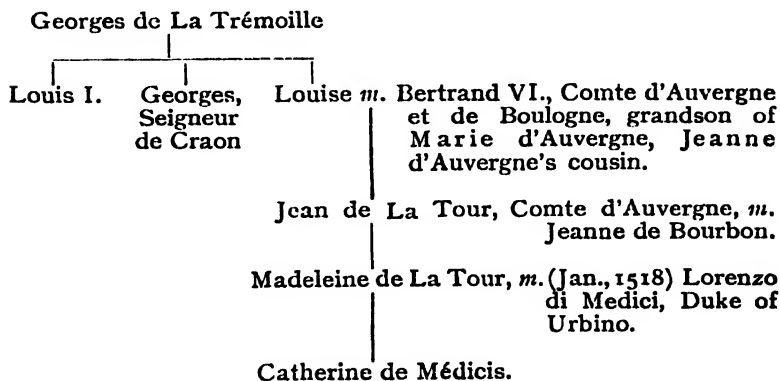 Georges de La Trémoille
Louis I. Georges, Louise m. Bertrand VI., Comte d'Auvergne
Seigneur et de Boulogne, grandson of
de Craon Marie d'Auvergne, Jeanne
d'Auvergne's cousin.
Jean de La Tour, Comte d'Auvergne, m.
Jeanne de Bourbon.
Madeleine de La Tour, m. (Jan., 1518) Lorenzo
di Medici, Duke of
Urbino.
Catherine de Médicis.